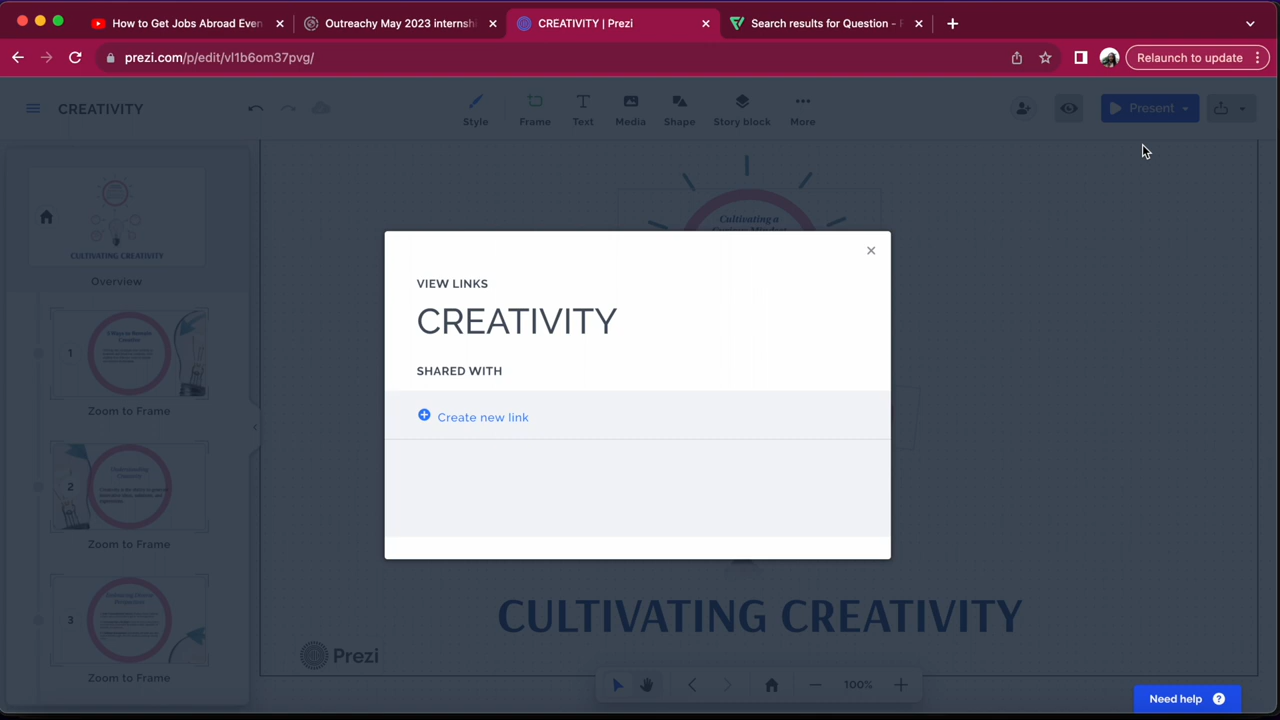 How to Get Jobs Abroad Even
Outreachy May 2023 internshi
CREATIVITY | Prezi
Search results for Question -
prezi.com/p/edit/vl1b6om37pvg/
Relaunch to update
CREATIVITY
Style
Frame
Text
Media
Shape
Story block
More
Present
Cultivating a
CULTIVATING CREATIVITY
Overview
1
Zoom to Frame
2
Zoom to Frame
3
Zoom to Frame
VIEW LINKS
CREATIVITY
SHARED WITH
Create new link
CULTIVATING CREATIVITY
Prezi
100%
Need help ?